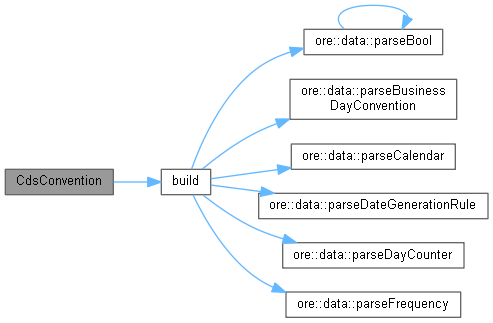 ore::data::parseBool
ore::data::parseBusiness
DayConvention
ore::data::parseCalendar
CdsConvention
build
ore::data::parseDateGenerationRule
ore::data::parseDayCounter
ore::data::parseFrequency